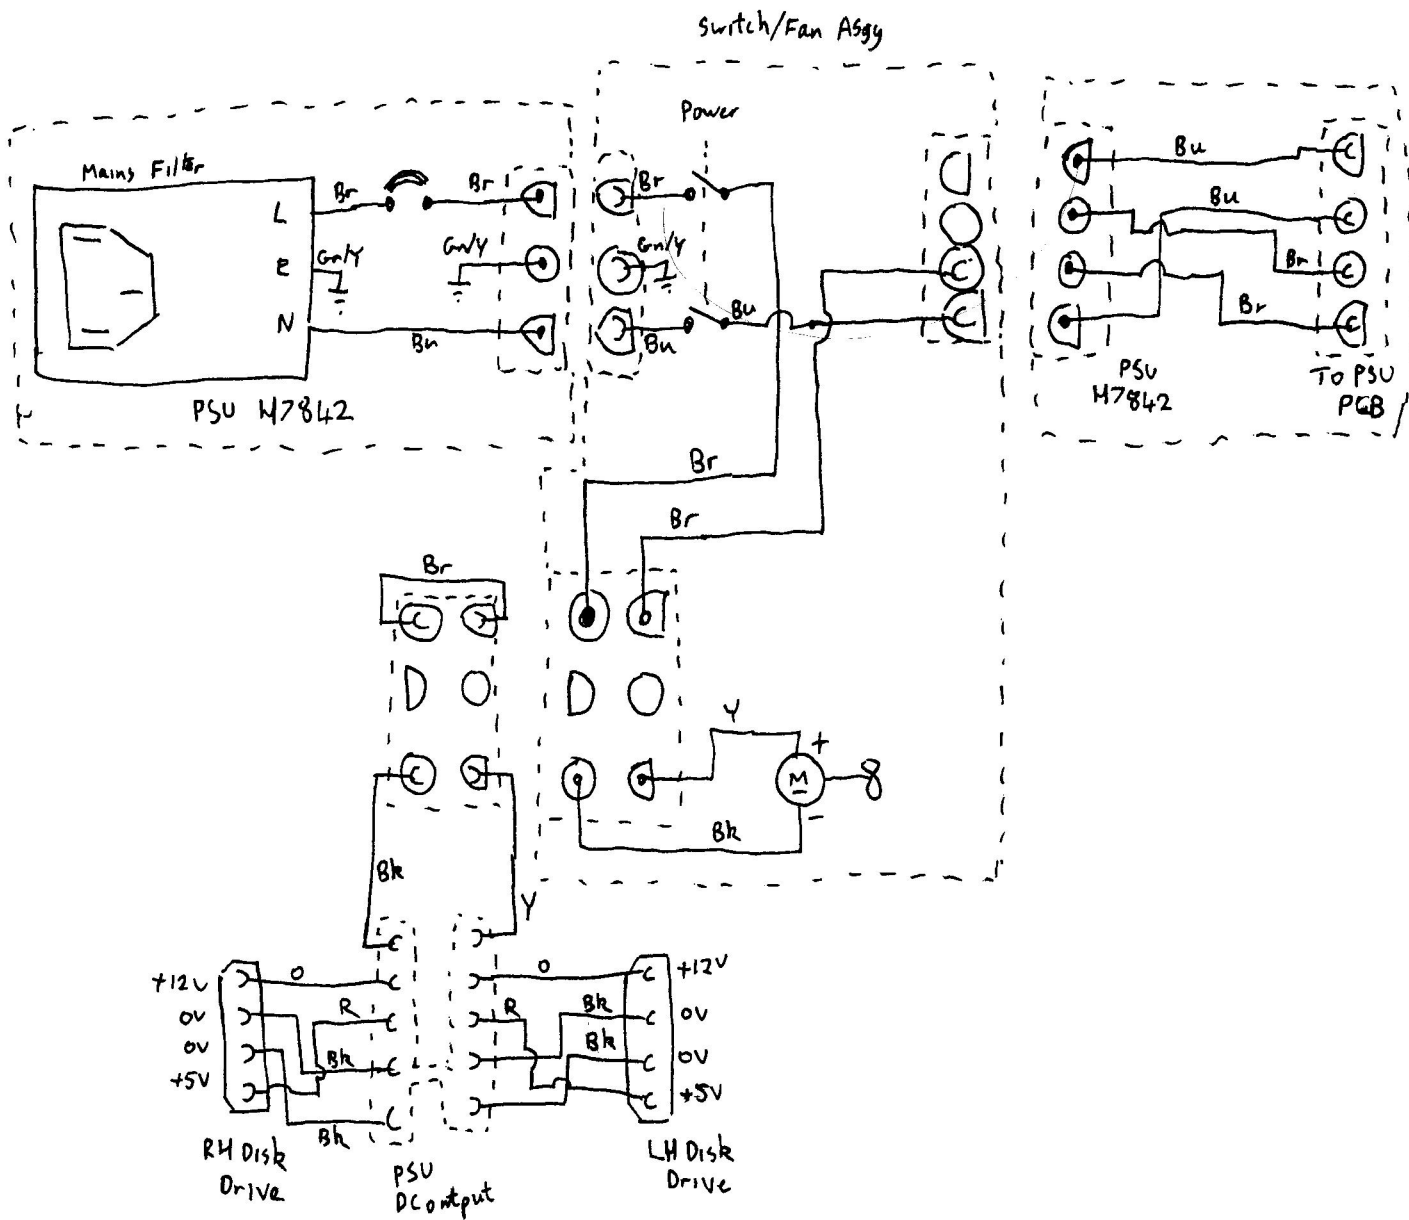 Switch/Fan Assy
Power
Mains Filter
L
E
N
Br
Br
Gn/Y
Gn/Y
Bu
PSU M7842
Br
Gn/Y
Bu
Bu
Bu
Bu
Br
Br
PSU
M7842
To PSU
PCB
Br
Br
Br
Y
+
M
-
Bk
Bk
Y
+12V
0V
0V
+5V
O
R
Bk
Bk
O
R
Bk
Bk
+12V
0V
0V
+5V
RH Disk
Drive
PSU
DC output
LH Disk
Drive